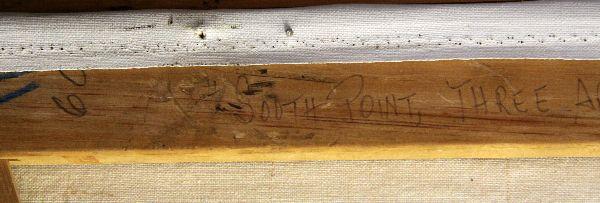 South Point, Three A